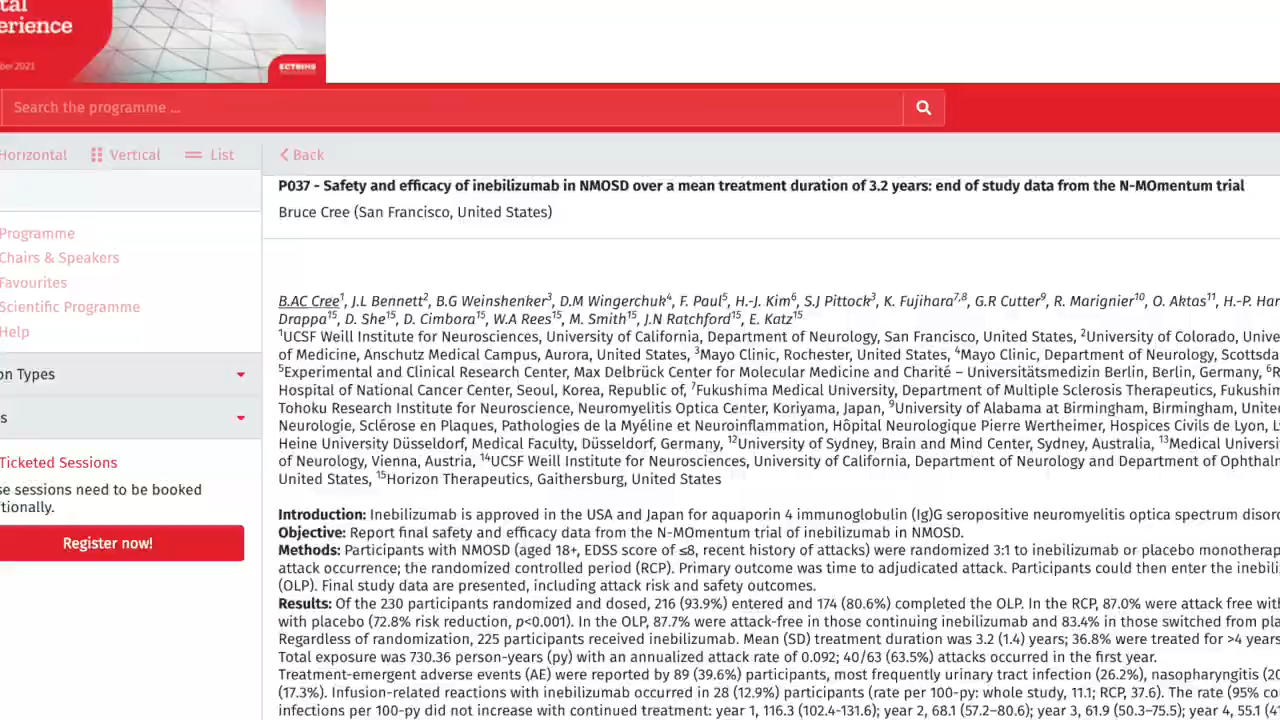 tal
erience
ber 2021
ECTRIMS
Search the programme ...
Horizontal Vertical List
Back
P037 - Safety and efficacy of inebilizumab in NMOSD over a mean treatment duration of 3.2 years: end of study data from the N-MOmentum trial
Bruce Cree (San Francisco, United States)
Programme
Chairs & Speakers
Favourites
Scientific Programme
Help
on Types
s
Ticketed Sessions
se sessions need to be booked
tionally.
Register now!
B.AC Cree¹, J.L Bennett², B.G Weinshenker³, D.M Wingerchuk⁴, F. Paul⁵, H.-J. Kim⁶, S.J Pittock³, K. Fujihara⁷,⁸, G.R Cutter⁹, R. Marignier¹⁰, O. Aktas¹¹, H.-P. Har
Drappa¹⁵, D. She¹⁵, D. Cimbora¹⁵, W.A Rees¹⁵, M. Smith¹⁵, J.N Ratchford¹⁵, E. Katz¹⁵
¹UCSF Weill Institute for Neurosciences, University of California, Department of Neurology, San Francisco, United States, ²University of Colorado, Unive
of Medicine, Anschutz Medical Campus, Aurora, United States, ³Mayo Clinic, Rochester, United States, ⁴Mayo Clinic, Department of Neurology, Scottsda
⁵Experimental and Clinical Research Center, Max Delbrück Center for Molecular Medicine and Charité – Universitätsmedizin Berlin, Berlin, Germany, ⁶R
Hospital of National Cancer Center, Seoul, Korea, Republic of, ⁷Fukushima Medical University, Department of Multiple Sclerosis Therapeutics, Fukushim
Tohoku Research Institute for Neuroscience, Neuromyelitis Optica Center, Koriyama, Japan, ⁹University of Alabama at Birmingham, Birmingham, Unite
Neurologie, Sclérose en Plaques, Pathologies de la Myéline et Neuroinflammation, Hôpital Neurologique Pierre Wertheimer, Hospices Civils de Lyon, L
Heine University Düsseldorf, Medical Faculty, Düsseldorf, Germany, ¹²University of Sydney, Brain and Mind Center, Sydney, Australia, ¹³Medical Universi
of Neurology, Vienna, Austria, ¹⁴UCSF Weill Institute for Neurosciences, University of California, Department of Neurology and Department of Ophthalr
United States, ¹⁵Horizon Therapeutics, Gaithersburg, United States
Introduction: Inebilizumab is approved in the USA and Japan for aquaporin 4 immunoglobulin (Ig)G seropositive neuromyelitis optica spectrum disord
Objective: Report final safety and efficacy data from the N-MOmentum trial of inebilizumab in NMOSD.
Methods: Participants with NMOSD (aged 18+, EDSS score of ≤8, recent history of attacks) were randomized 3:1 to inebilizumab or placebo monotherap
attack occurrence; the randomized controlled period (RCP). Primary outcome was time to adjudicated attack. Participants could then enter the inebili
(OLP). Final study data are presented, including attack risk and safety outcomes.
Results: Of the 230 participants randomized and dosed, 216 (93.9%) entered and 174 (80.6%) completed the OLP. In the RCP, 87.0% were attack free with
with placebo (72.8% risk reduction, p<0.001). In the OLP, 87.7% were attack-free in those continuing inebilizumab and 83.4% in those switched from pla
Regardless of randomization, 225 participants received inebilizumab. Mean (SD) treatment duration was 3.2 (1.4) years; 36.8% were treated for >4 years
Total exposure was 730.36 person-years (py) with an annualized attack rate of 0.092; 40/63 (63.5%) attacks occurred in the first year.
Treatment-emergent adverse events (AE) were reported by 89 (39.6%) participants, most frequently urinary tract infection (26.2%), nasopharyngitis (20
(17.3%). Infusion-related reactions with inebilizumab occurred in 28 (12.9%) participants (rate per 100-py: whole study, 11.1; RCP, 37.6). The rate (95% co
infections per 100-py did not increase with continued treatment: year 1, 116.3 (102.4-131.6); year 2, 68.1 (57.2–80.6); year 3, 61.9 (50.3–75.5); year 4, 55.1 (4